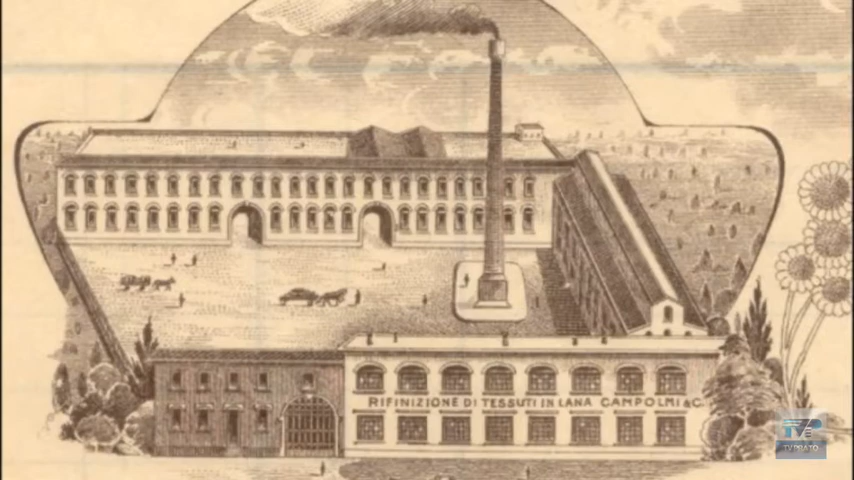 RIFINIZIONE DI TESSUTI IN LANA CAMPOLMI & C.
TV PRATO